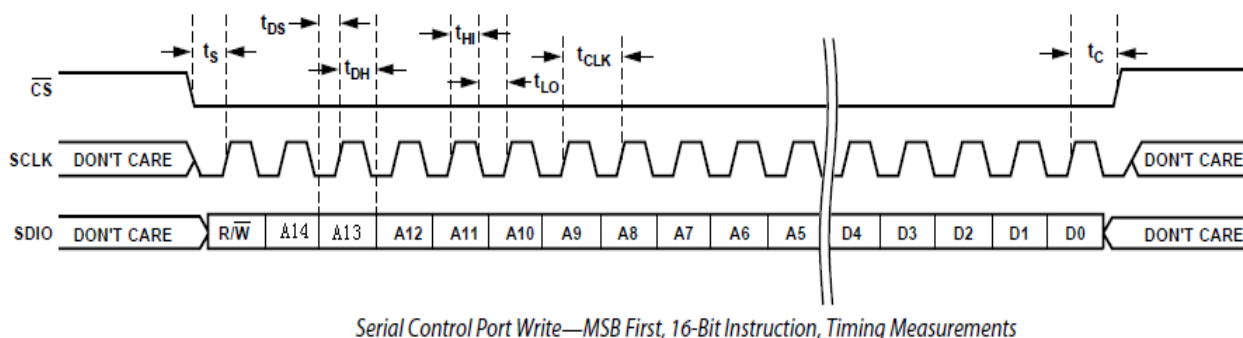 tDS
tHI
tS
tCLK
tC
tDH
tLO
CS
SCLK DON'T CARE DON'T CARE
SDIO DON'T CARE R/W A14 A13 A12 A11 A10 A9 A8 A7 A6 A5 D4 D3 D2 D1 D0 DON'T CARE
Serial Control Port Write—MSB First, 16-Bit Instruction, Timing Measurements